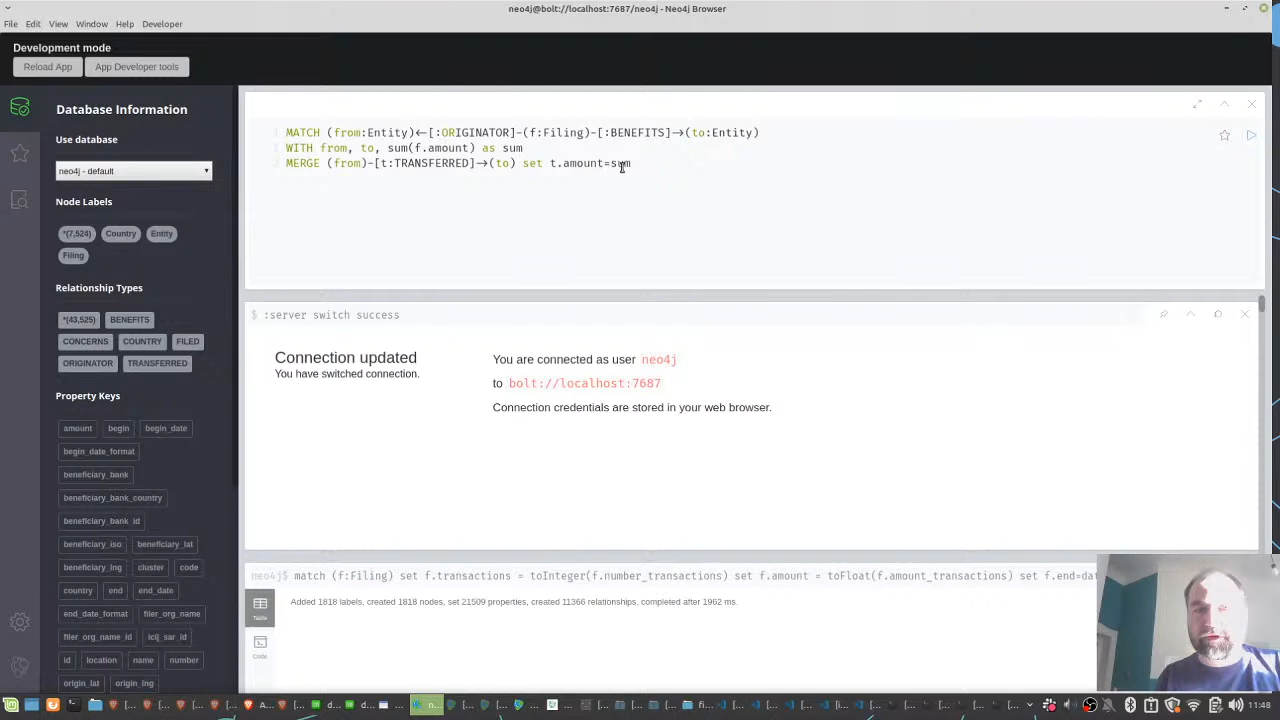 neo4j@bolt://localhost:7687/neo4j - Neo4j Browser
File Edit View Window Help Developer
Development mode
Reload App App Developer tools
Database Information
Use database
neo4j - default
Node Labels
*(7,524) Country Entity
Filing
Relationship Types
*(43,525) BENEFITS
CONCERNS COUNTRY FILED
ORIGINATOR TRANSFERRED
Property Keys
amount begin begin_date
begin_date_format
beneficiary_bank
beneficiary_bank_country
beneficiary_bank_id
beneficiary_iso beneficiary_lat
beneficiary_lng cluster code
country end end_date
end_date_format filer_org_name
filer_org_name_id icij_sar_id
id location name number
origin_lat origin_lng
MATCH (from:Entity)<-[:ORIGINATOR]-(f:Filing)-[:BENEFITS]->(to:Entity)
WITH from, to, sum(f.amount) as sum
MERGE (from)-[t:TRANSFERRED]->(to) set t.amount=sum
$ :server switch success
Connection updated
You have switched connection.
You are connected as user neo4j
to bolt://localhost:7687
Connection credentials are stored in your web browser.
neo4j$ match (f:Filing) set f.transactions = toInteger(f.number_transactions) set f.amount = toFloat(f.amount_transactions) set f.end=dat
Added 1818 labels, created 1818 nodes, set 21509 properties, created 11366 relationships, completed after 1962 ms.
Table
Code
11:48